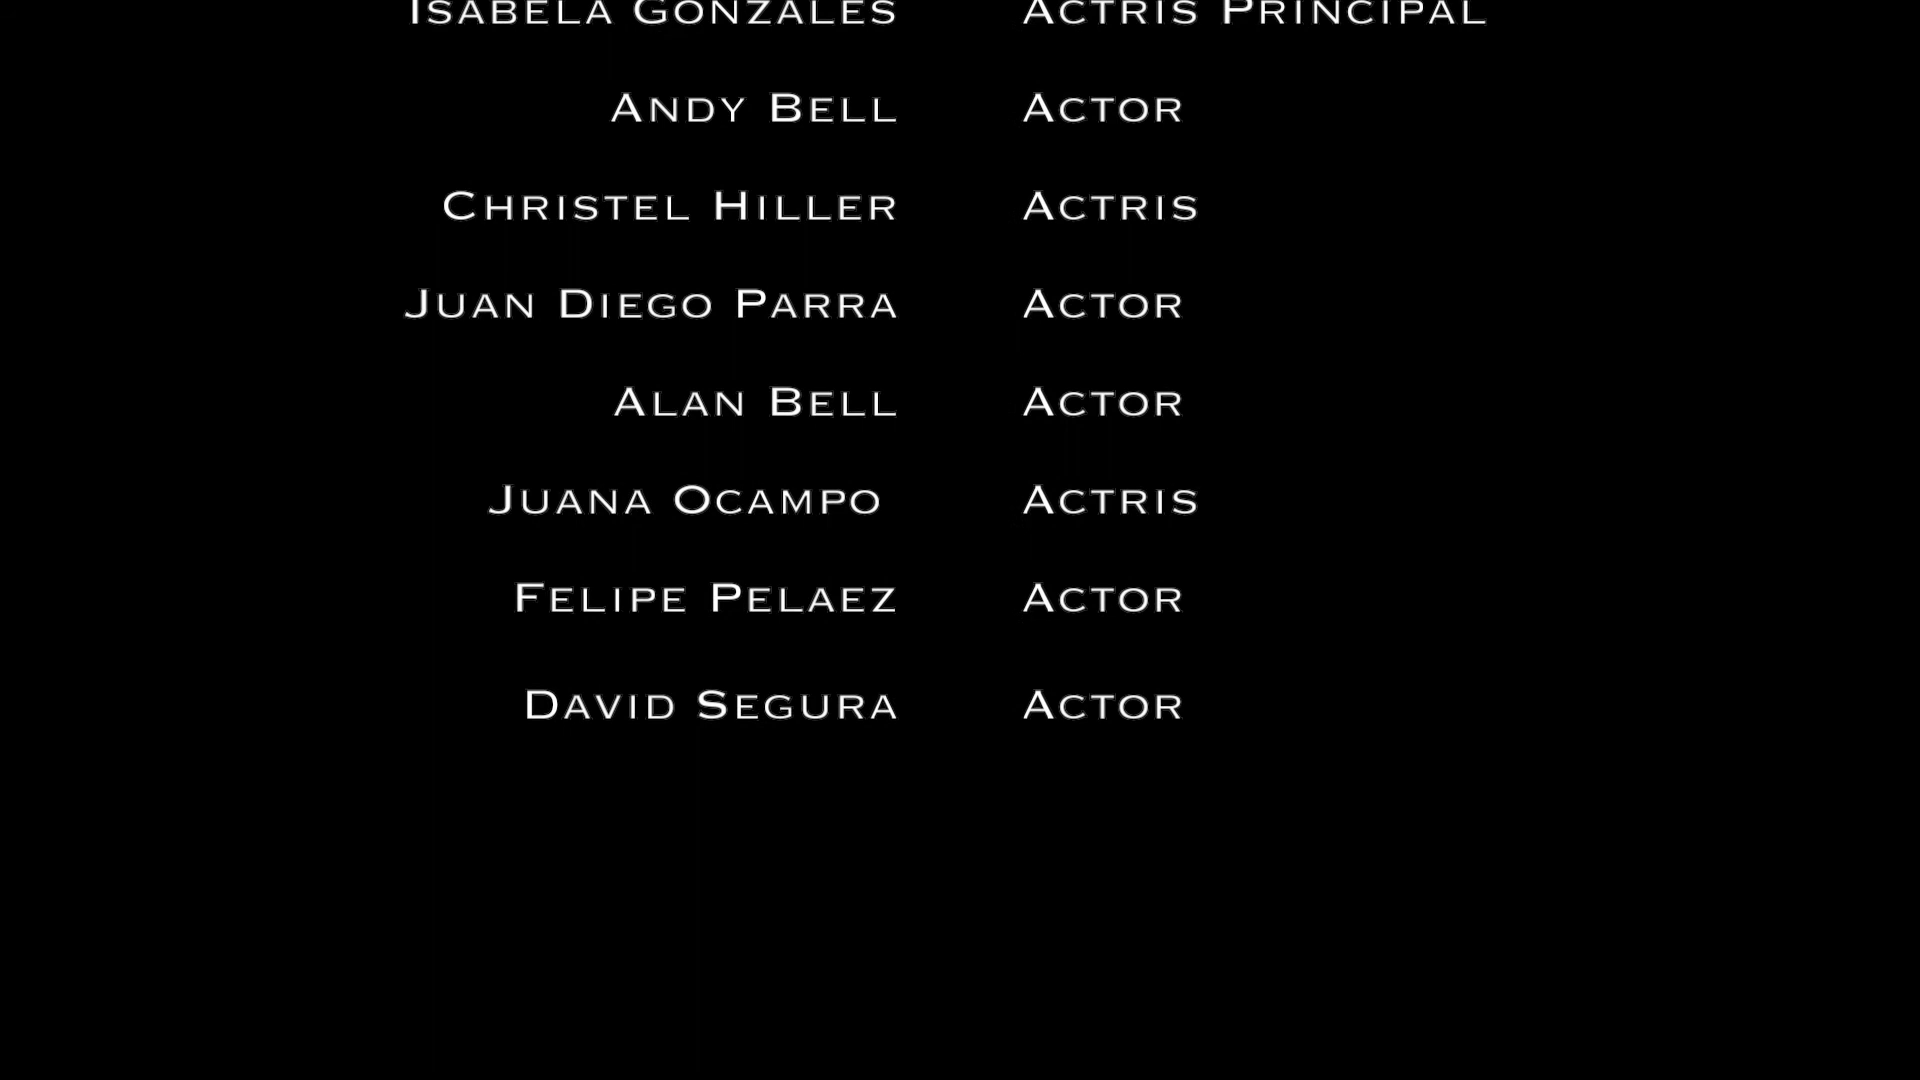 Isabela Gonzales Actris Principal
Andy Bell Actor
Christel Hiller Actris
Juan Diego Parra Actor
Alan Bell Actor
Juana Ocampo Actris
Felipe Pelaez Actor
David Segura Actor